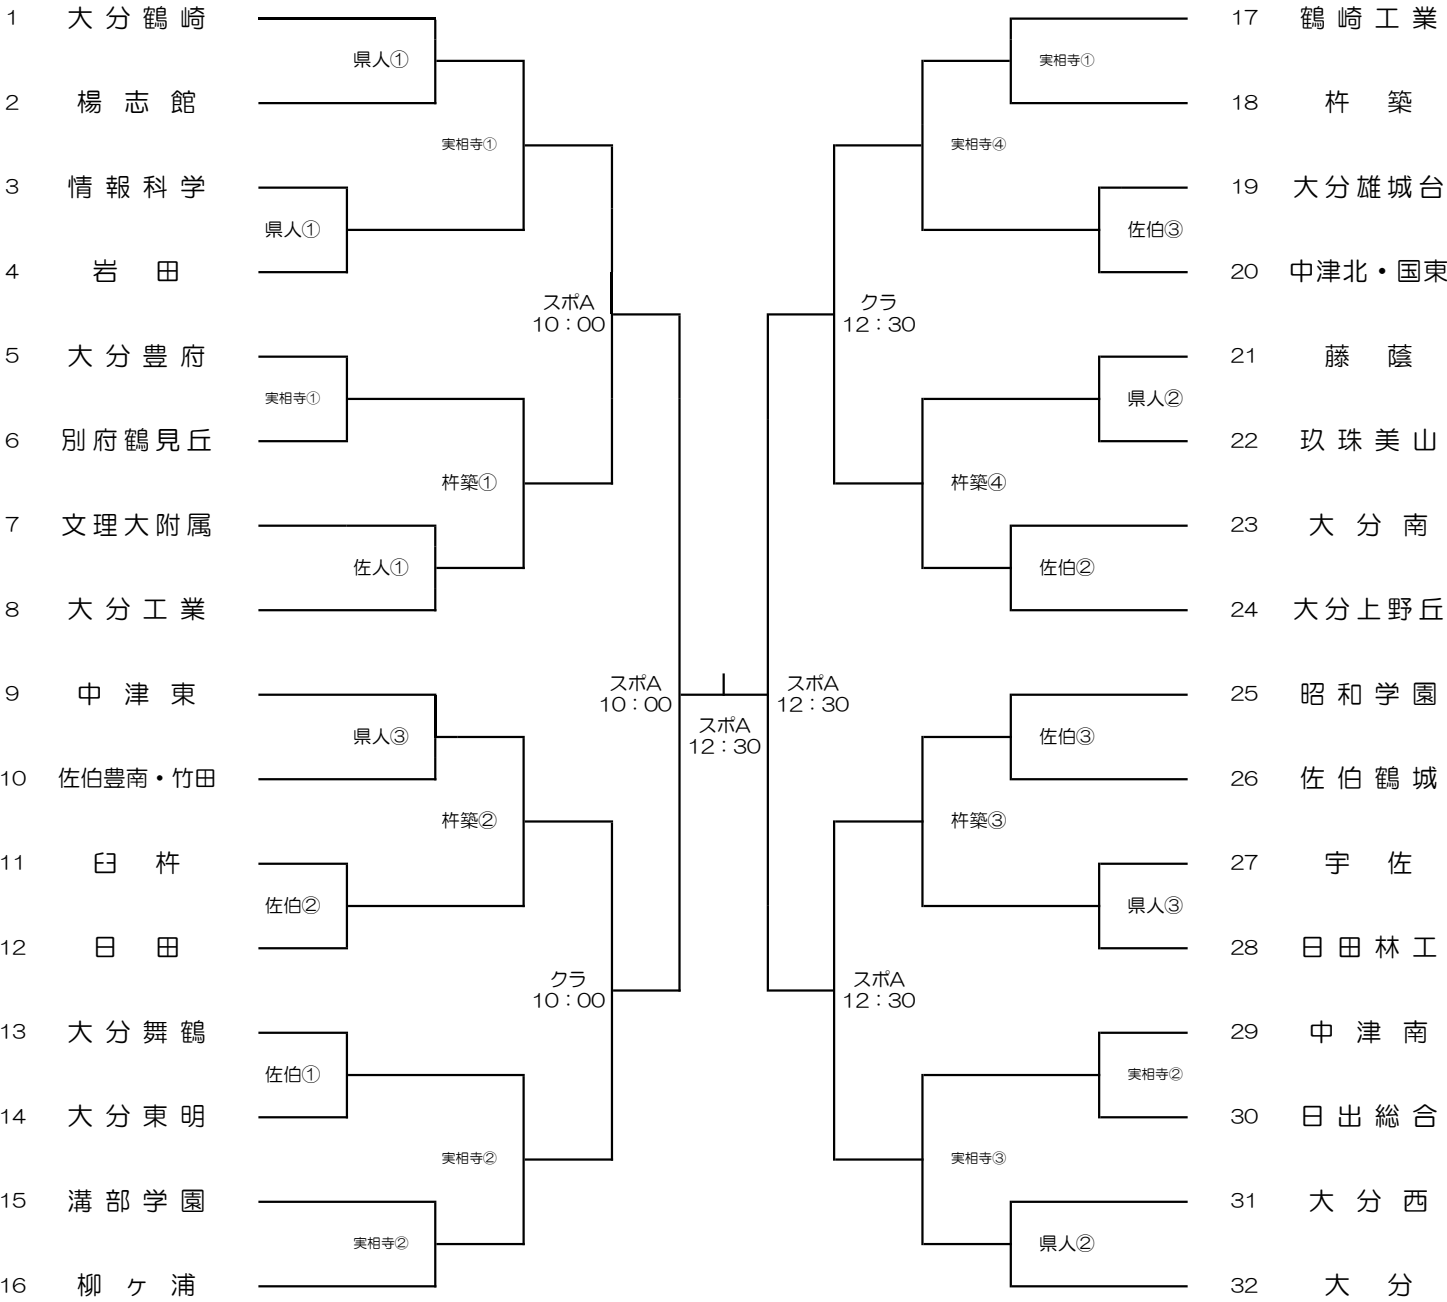 1 大分鶴崎
県人①
2 楊志館
実相寺①
3 情報科学
県人①
4 岩田
スポA
10：00
5 大分豊府
実相寺①
6 別府鶴見丘
杵築①
7 文理大附属
佐人①
8 大分工業
スポA
10：00
9 中津東
県人③
10 佐伯豊南・竹田
杵築②
11 臼杵
佐伯②
12 日田
クラ
10：00
13 大分舞鶴
佐伯①
14 大分東明
実相寺②
15 溝部学園
実相寺②
16 柳ヶ浦
スポA
12：30
17 鶴崎工業
実相寺①
18 杵築
実相寺④
19 大分雄城台
佐伯③
20 中津北・国東
クラ
12：30
21 藤蔭
県人②
22 玖珠美山
杵築④
23 大分南
佐伯②
24 大分上野丘
スポA
12：30
25 昭和学園
佐伯③
26 佐伯鶴城
杵築③
27 宇佐
県人③
28 日田林工
スポA
12：30
29 中津南
実相寺②
30 日出総合
実相寺③
31 大分西
県人②
32 大分